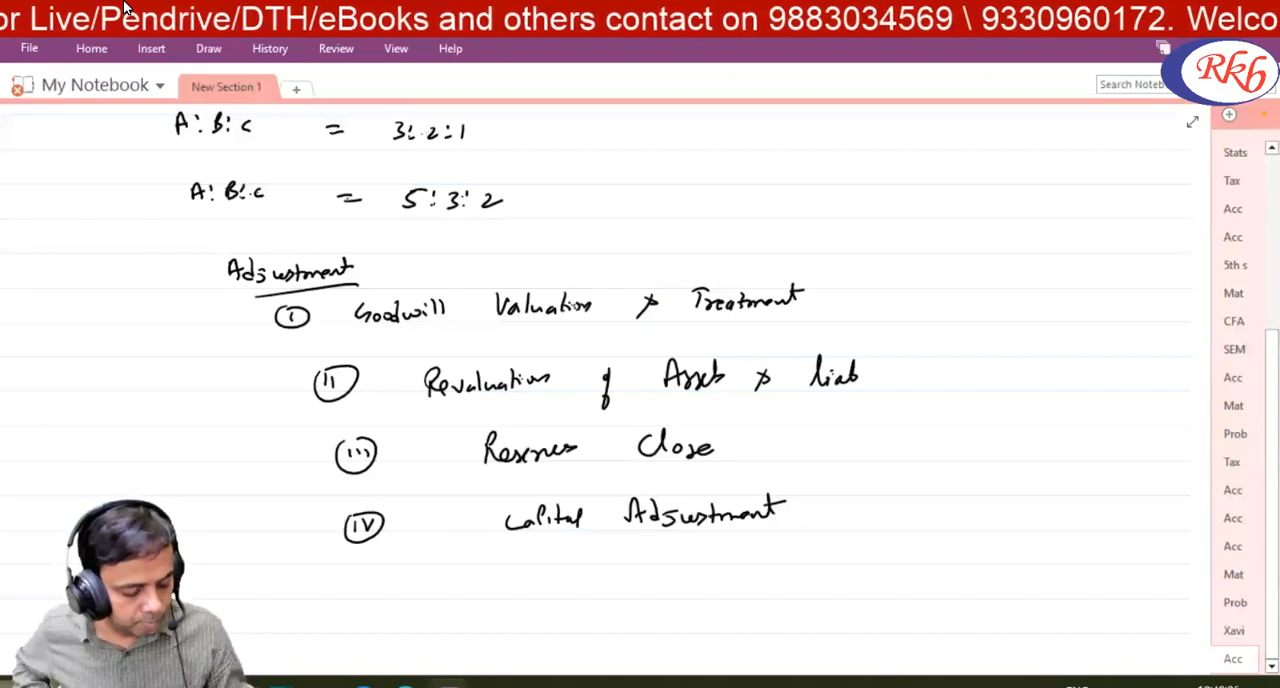 or Live/Pendrive/DTH/eBooks and others contact on 9883034569 \ 9330960172. Welco
File Home Insert Draw History Review View Help
Rkb
My Notebook New Section 1 + Search Noteb
A:B:C = 3:2:1
Stats
Tax
A:B:C = 5:3:2
Acc
Acc
Adjustment
5th s
(i) Goodwill Valuation & Treatment
Mat
CFA
SEM
(ii) Revaluation of Asset & liab
Acc
Mat
(iii) Reserves Close
Prob
Tax
Acc
(iv) Capital Adjustment
Acc
Acc
Mat
Prob
Xavi
Acc